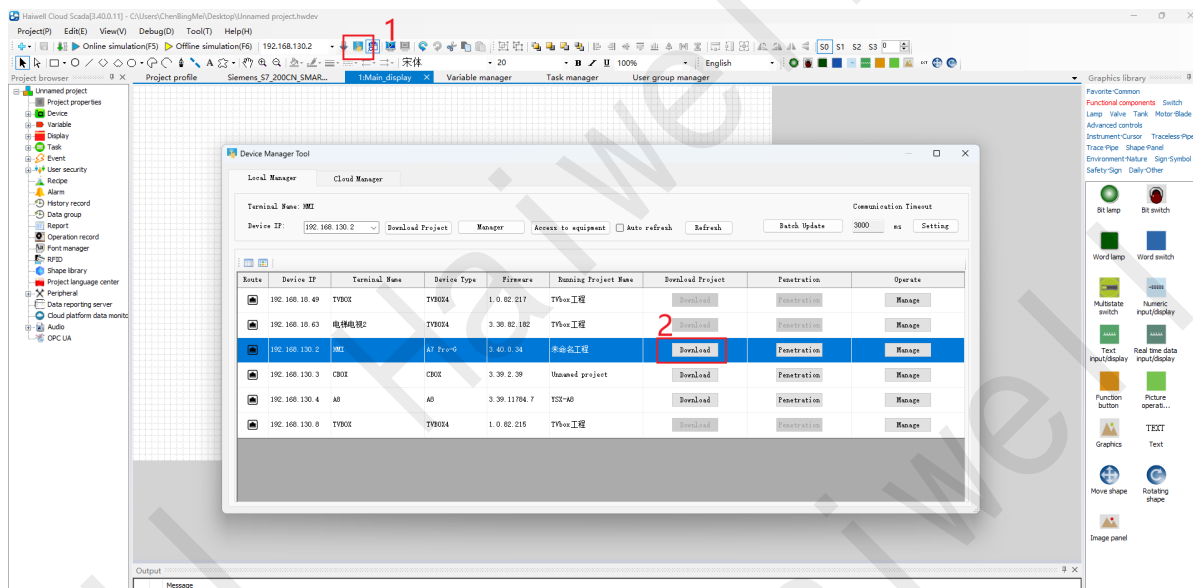 Haiwell Cloud Scada[3.40.0.11] - C:\Users\ChenBingMei\Desktop\Unnamed project.hwdev
1
Project(P) Edit(E) View(V) Debug(D) Tool(T) Help(H)
Online simulation(F5) Offline simulation(F6) 192.168.130.2 S0 S1 S2 S3 0
宋体 20 B I U 100% English
Project browser Project profile Siemens_S7_200CN_SMAR... 1:Main_display Variable manager Task manager User group manager Graphics library
Unnamed project
Project properties
Device
Variable
Display
Task
Event
User security
Recipe
Alarm
History record
Data group
Report
Operation record
Font manager
RFID
Shape library
Project language center
Peripheral
Data reporting server
Cloud platform data monitc
Audio
OPC UA
Device Manager Tool
Local Manager Cloud Manager
Terminal Name: HMI Communication Timeout
Device IP: 192.168.130.2 Download Project Manager Access to equipment Auto refresh Refresh Batch Update 3000 ms Setting
Route Device IP Terminal Name Device Type Firmware Running Project Name Download Project Penetration Operate
192.168.18.49 TVBOX TVBOX4 1.0.82.217 TVbox工程 Download Penetration Manage
192.168.18.63 电梯电视2 TVBOX4 3.38.82.182 TVbox工程 Download Penetration Manage
2
192.168.130.2 HMI A7 Pro-G 3.40.0.34 未命名工程 Download Penetration Manage
192.168.130.3 CBOX CBOX 3.39.2.39 Unnamed project Download Penetration Manage
192.168.130.4 A8 A8 3.39.11784.7 YSX-A8 Download Penetration Manage
192.168.130.8 TVBOX TVBOX4 1.0.82.215 TVbox工程 Download Penetration Manage
Favorite·Common
Functional components Switch
Lamp Valve Tank Motor·Blade
Advanced controls
Instrument·Cursor Traceless·Pipe
Trace·Pipe Shape·Panel
Environment·Nature Sign·Symbol
Safety·Sign Daily·Other
Bit lamp Bit switch
Word lamp Word switch
Multistate switch Numeric input/display
Text input/display Real time data input/display
Function button Picture operati...
TEXT
Graphics Text
Move shape Rotating shape
Image panel
Output
Message
Haiwell